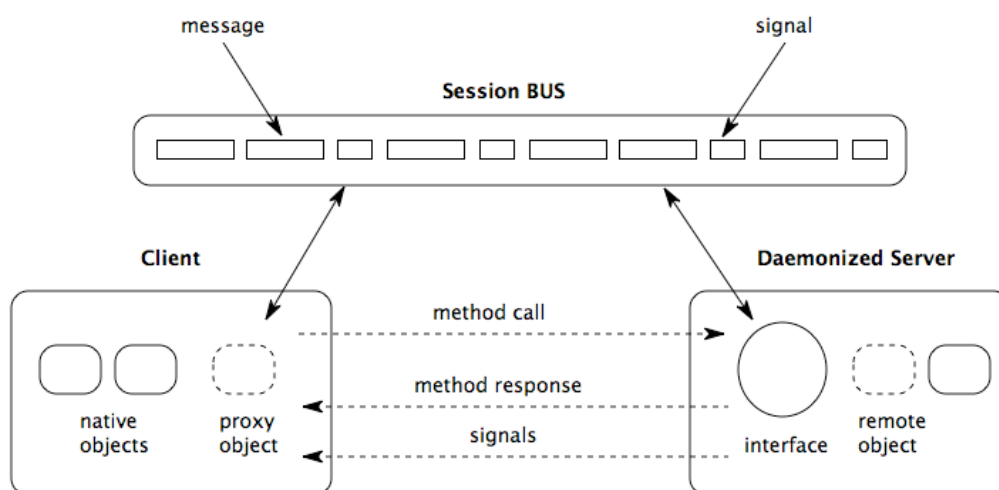 message
signal
Session BUS
Client
Daemonized Server
method call
method response
signals
native
objects
proxy
object
interface
remote
object